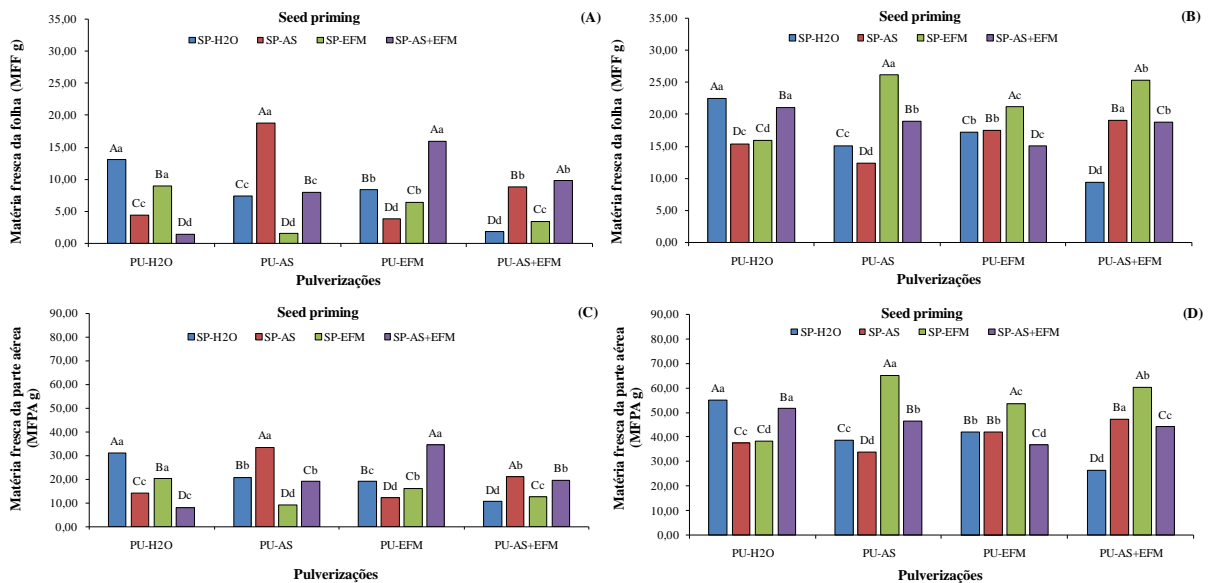 Seed priming (A)
SP-H2O SP-AS SP-EFM SP-AS+EFM
Matéria fresca da folha (MFF g)
35,00
30,00
25,00
20,00
15,00
10,00
5,00
0,00
Aa Cc Ba Dd
Cc Aa Dd Bc
Bb Dd Cb Aa
Dd Bb Cc Ab
PU-H2O PU-AS PU-EFM PU-AS+EFM
Pulverizações
Seed priming (B)
SP-H2O SP-AS SP-EFM SP-AS+EFM
Matéria fresca da folha (MFF g)
35,00
30,00
25,00
20,00
15,00
10,00
5,00
0,00
Aa Dc Cd Ba
Cc Dd Aa Bb
Cb Bb Ac Dc
Dd Ba Ab Cb
PU-H2O PU-AS PU-EFM PU-AS+EFM
Pulverizações
Seed priming (C)
SP-H2O SP-AS SP-EFM SP-AS+EFM
Matéria fresca da parte aérea
(MFPA g)
90,00
80,00
70,00
60,00
50,00
40,00
30,00
20,00
10,00
0,00
Aa Cc Ba Dc
Bb Aa Dd Cb
Bc Dd Cb Aa
Dd Ab Cc Bb
PU-H2O PU-AS PU-EFM PU-AS+EFM
Pulverizações
Seed priming (D)
SP-H2O SP-AS SP-EFM SP-AS+EFM
Matéria fresca da parte aérea
(MFPA g)
90,00
80,00
70,00
60,00
50,00
40,00
30,00
20,00
10,00
0,00
Aa Cc Cd Ba
Cc Dd Aa Bb
Bb Bb Ac Cd
Dd Ba Ab Cc
PU-H2O PU-AS PU-EFM PU-AS+EFM
Pulverizações